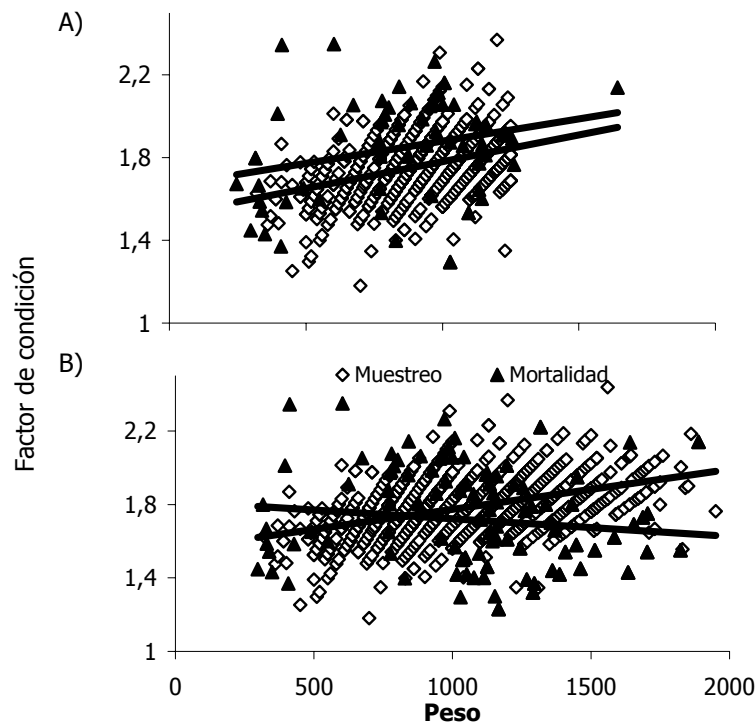 A)
2,2
1,8
1,4
1
Factor de condición
B)
Muestreo Mortalidad
2,2
1,8
1,4
1
0 500 1000 1500 2000
Peso